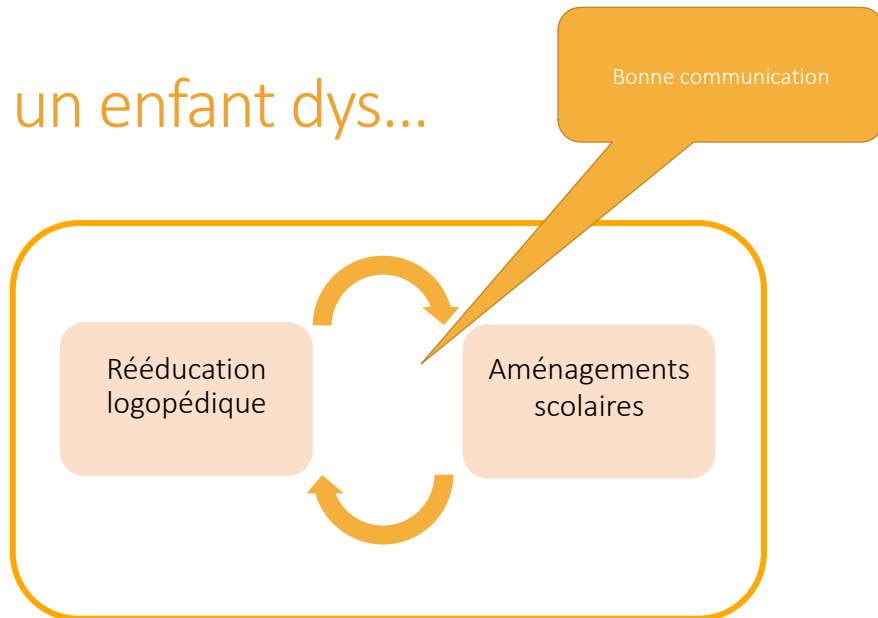 un enfant dys...
Bonne communication
Rééducation
logopédique
Aménagements
scolaires